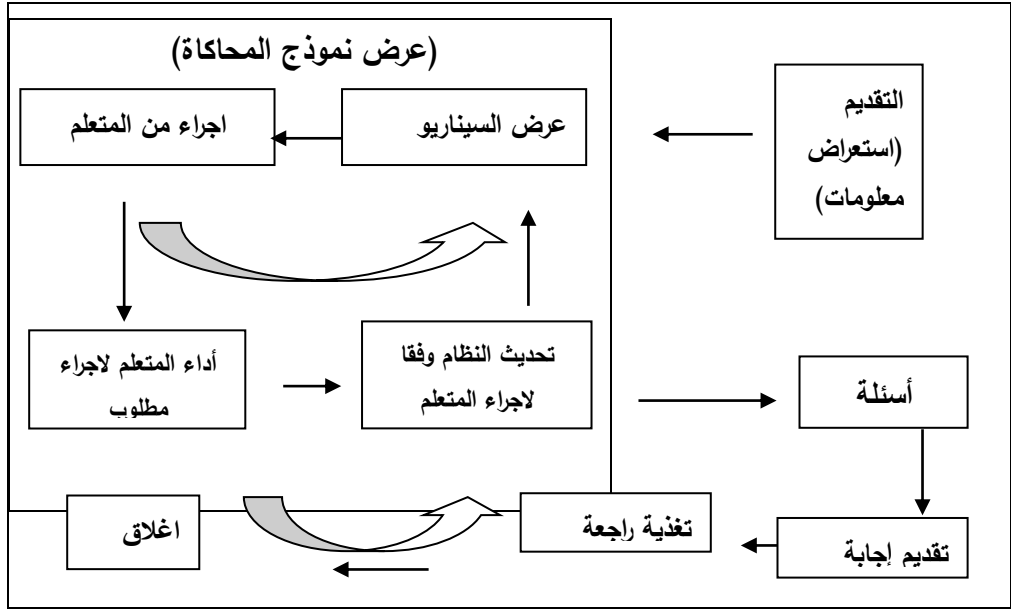 (عرض نموذج المحاكاة)
التقديم
(استعراض
معلومات)
عرض السيناريو
اجراء من المتعلم
أداء المتعلم لاجراء
مطلوب
تحديث النظام وفقا
لاجراء المتعلم
أسئلة
تقديم إجابة
تغذية راجعة
اغلاق